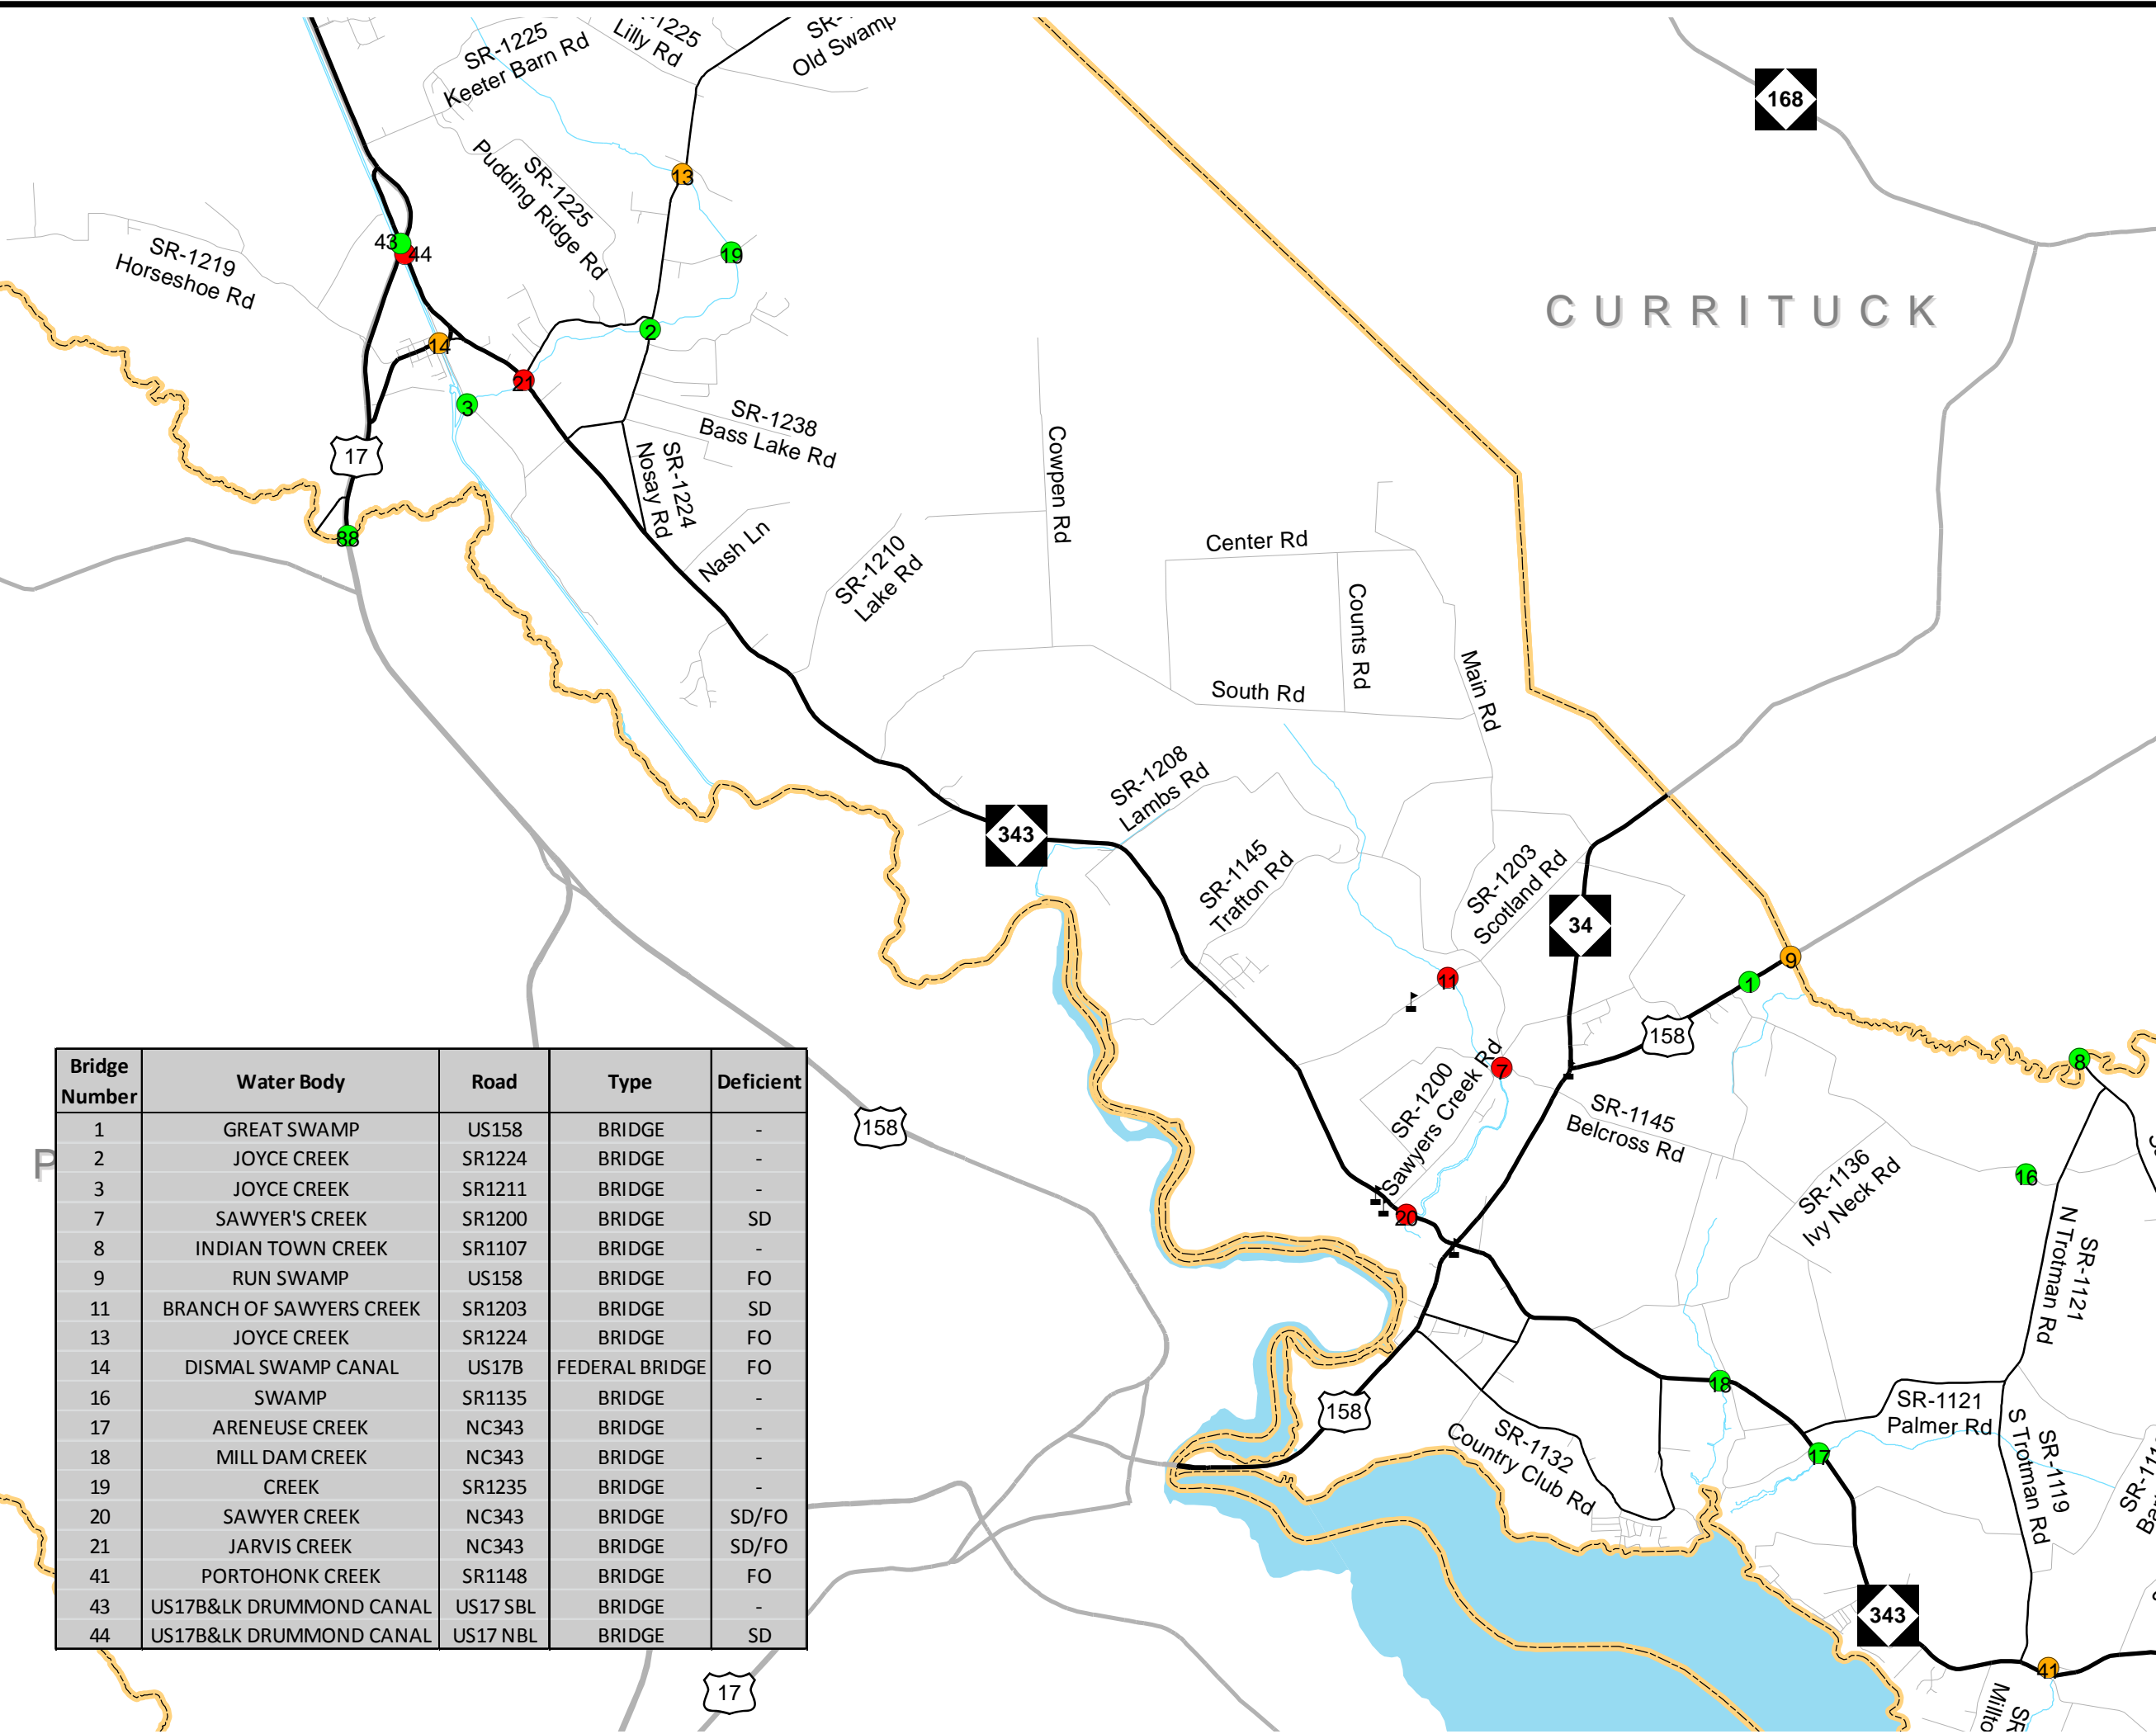 SR-1225
Keeter Barn Rd
1225
Lilly Rd
SR-
Old Swamp
168
SR-1225
Pudding Ridge Rd
13
19
43
44
SR-1219
Horseshoe Rd
CURRITUCK
2
14
21
3
SR-1238
Bass Lake Rd
17
SR-1224
Nosay Rd
Cowpen Rd
Nash Ln
88
SR-1210
Lake Rd
Center Rd
Counts Rd
Main Rd
South Rd
SR-1208
Lambs Rd
343
SR-1145
Trafton Rd
SR-1203
Scotland Rd
34
9
1
11
158
8
7
SR-1200
Sawyers Creek Rd
SR-1145
Belcross Rd
SR-1136
Ivy Neck Rd
16
158
20
SR-1121
N Trotman Rd
18
SR-1121
Palmer Rd
158
SR-1132
Country Club Rd
17
SR-1119
S Trotman Rd
SR-111
Ba
343
41
SR
Millto
17
P
Bridge Number Water Body Road Type Deficient
1 GREAT SWAMP US158 BRIDGE -
2 JOYCE CREEK SR1224 BRIDGE -
3 JOYCE CREEK SR1211 BRIDGE -
7 SAWYER'S CREEK SR1200 BRIDGE SD
8 INDIAN TOWN CREEK SR1107 BRIDGE -
9 RUN SWAMP US158 BRIDGE FO
11 BRANCH OF SAWYERS CREEK SR1203 BRIDGE SD
13 JOYCE CREEK SR1224 BRIDGE FO
14 DISMAL SWAMP CANAL US17B FEDERAL BRIDGE FO
16 SWAMP SR1135 BRIDGE -
17 ARENEUSE CREEK NC343 BRIDGE -
18 MILL DAM CREEK NC343 BRIDGE -
19 CREEK SR1235 BRIDGE -
20 SAWYER CREEK NC343 BRIDGE SD/FO
21 JARVIS CREEK NC343 BRIDGE SD/FO
41 PORTOHONK CREEK SR1148 BRIDGE FO
43 US17B&LK DRUMMOND CANAL US17 SBL BRIDGE -
44 US17B&LK DRUMMOND CANAL US17 NBL BRIDGE SD